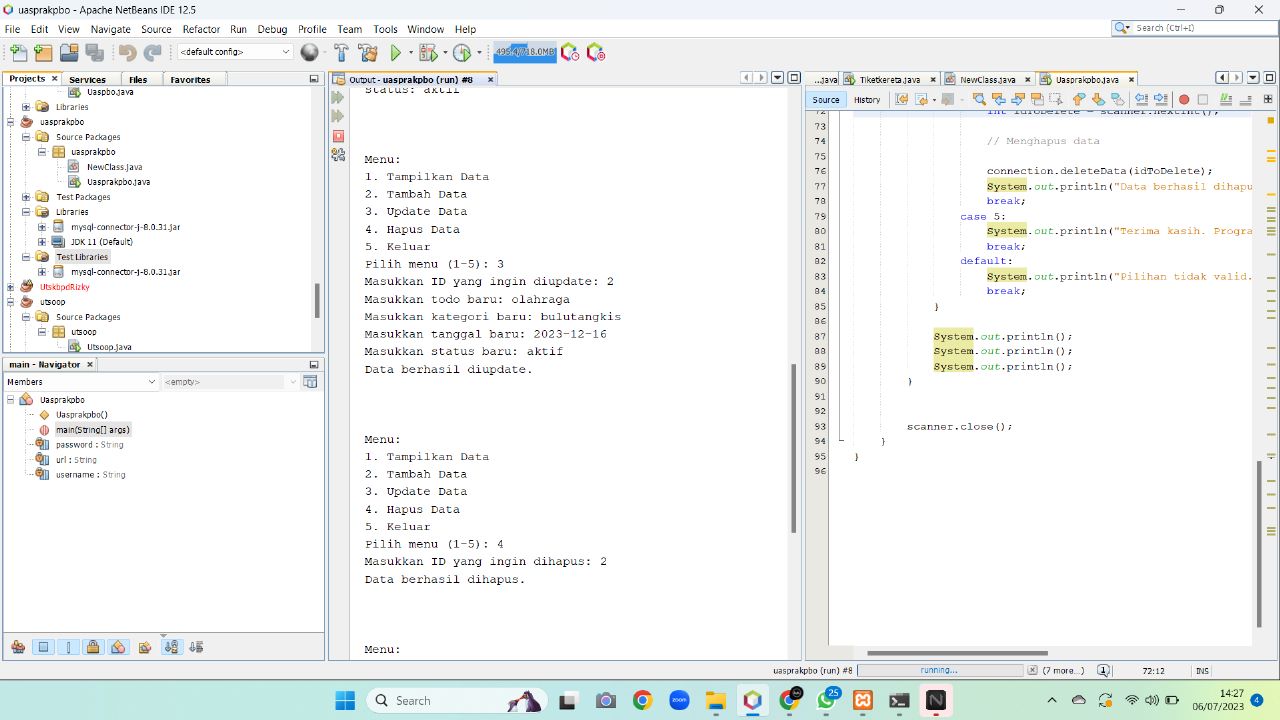 uasprakpbo - Apache NetBeans IDE 12.5
File Edit View Navigate Source Refactor Run Debug Profile Team Tools Window Help
Search (Ctrl+I)
<default config>
495.4/718.0MB
Projects Services Files Favorites
Uaspbo.java
Libraries
uasprakpbo
Source Packages
uasprakpbo
NewClass.java
Uasprakpbo.java
Test Packages
Libraries
mysql-connector-j-8.0.31.jar
JDK 11 (Default)
Test Libraries
mysql-connector-j-8.0.31.jar
UtskbpdRizky
utsoop
Source Packages
utsoop
Utsoop.java
main - Navigator
Members <empty>
Uasprakpbo
Uasprakpbo()
main(String[] args)
password : String
url : String
username : String
Output - uasprakpbo (run) #8
Status: aktif
Menu:
1. Tampilkan Data
2. Tambah Data
3. Update Data
4. Hapus Data
5. Keluar
Pilih menu (1-5): 3
Masukkan ID yang ingin diupdate: 2
Masukkan todo baru: olahraga
Masukkan kategori baru: bulutangkis
Masukkan tanggal baru: 2023-12-16
Masukkan status baru: aktif
Data berhasil diupdate.
Menu:
1. Tampilkan Data
2. Tambah Data
3. Update Data
4. Hapus Data
5. Keluar
Pilih menu (1-5): 4
Masukkan ID yang ingin dihapus: 2
Data berhasil dihapus.
Menu:
...java Tiketkereta.java NewClass.java Uasprakpbo.java
Source History
72 int idToDelete = scanner.nextInt();
73
74 // Menghapus data
75
76 connection.deleteData(idToDelete);
77 System.out.println("Data berhasil dihapu
78 break;
79 case 5:
80 System.out.println("Terima kasih. Progra
81 break;
82 default:
83 System.out.println("Pilihan tidak valid.
84 break;
85 }
86
87 System.out.println();
88 System.out.println();
89 System.out.println();
90 }
91
92
93 scanner.close();
94 }
95 }
96
uasprakpbo (run) #8 running... (7 more...) 1 72:12 INS
Search
25
14:27
06/07/2023
4